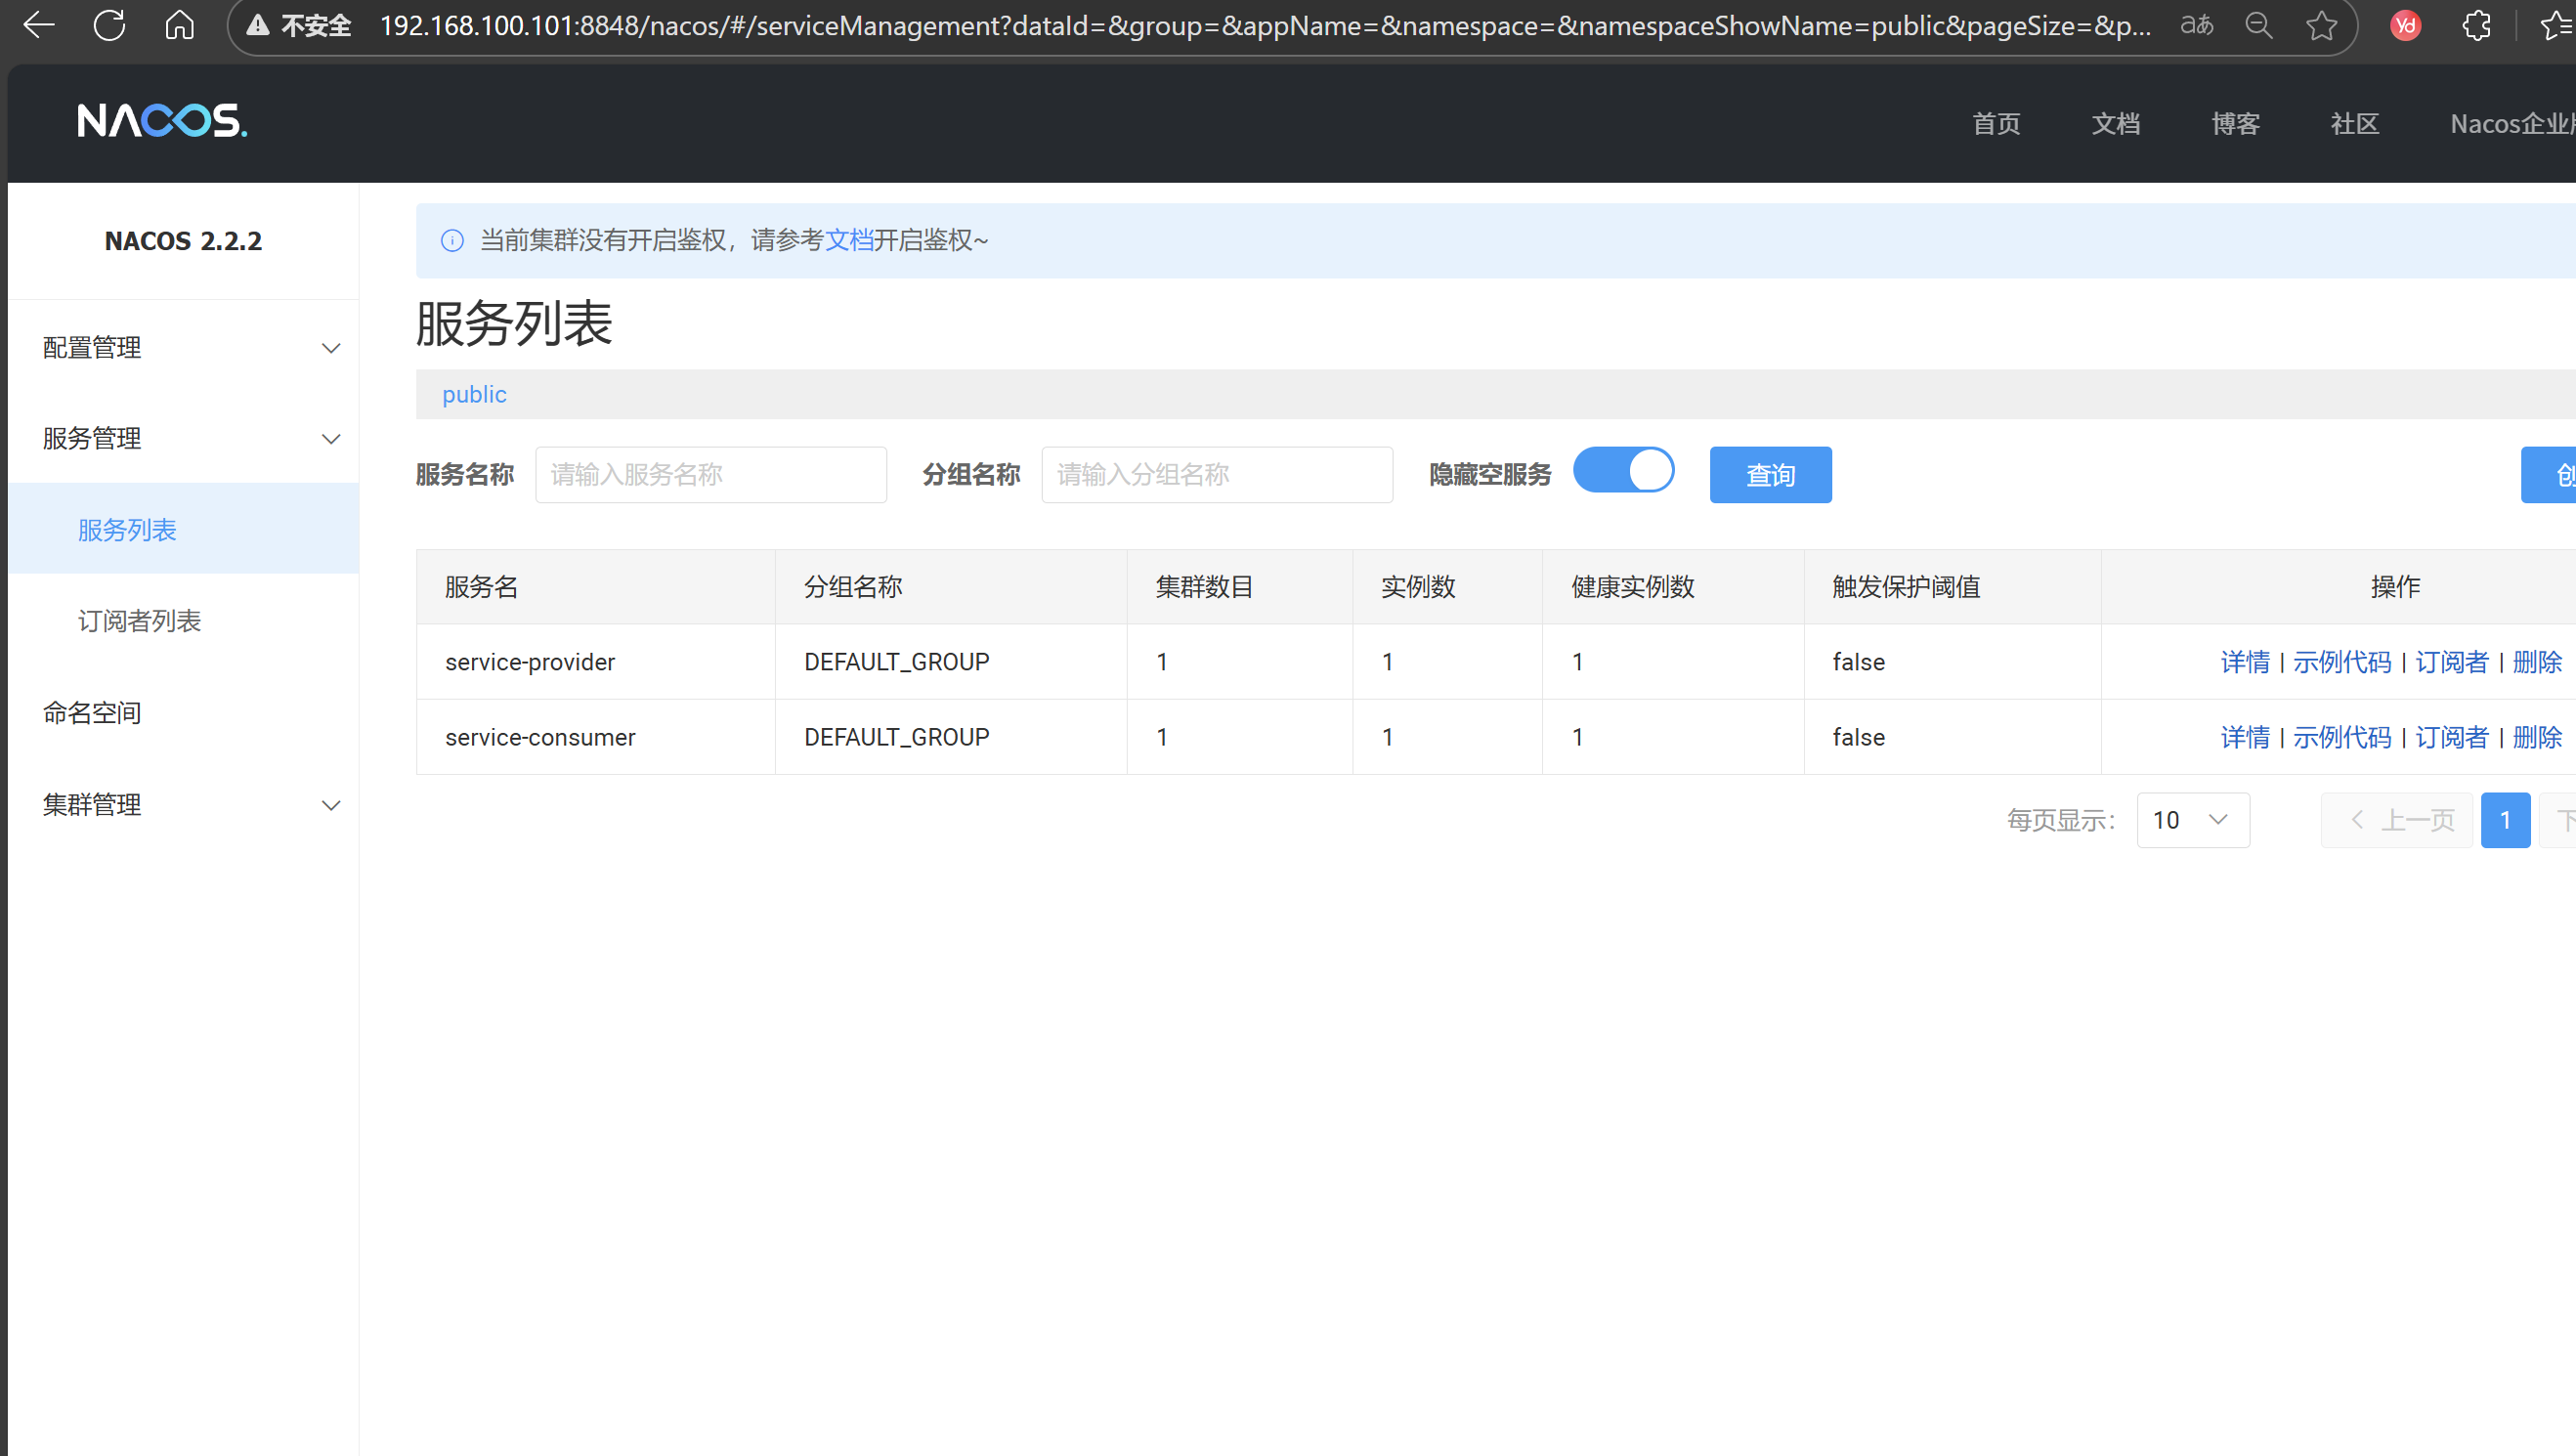 不安全 192.168.100.101:8848/nacos/#/serviceManagement?dataId=&group=&appName=&namespace=&namespaceShowName=public&pageSize=&p... aあ Yd
NACOS. 首页 文档 博客 社区 Nacos企业
NACOS 2.2.2
当前集群没有开启鉴权，请参考文档开启鉴权~
服务列表
配置管理
public
服务管理
服务名称 请输入服务名称 分组名称 请输入分组名称 隐藏空服务 查询 创
服务列表
服务名 分组名称 集群数目 实例数 健康实例数 触发保护阈值 操作
订阅者列表
service-provider DEFAULT_GROUP 1 1 1 false 详情 | 示例代码 | 订阅者 | 删除
命名空间
service-consumer DEFAULT_GROUP 1 1 1 false 详情 | 示例代码 | 订阅者 | 删除
集群管理
每页显示： 10 上一页 1 下